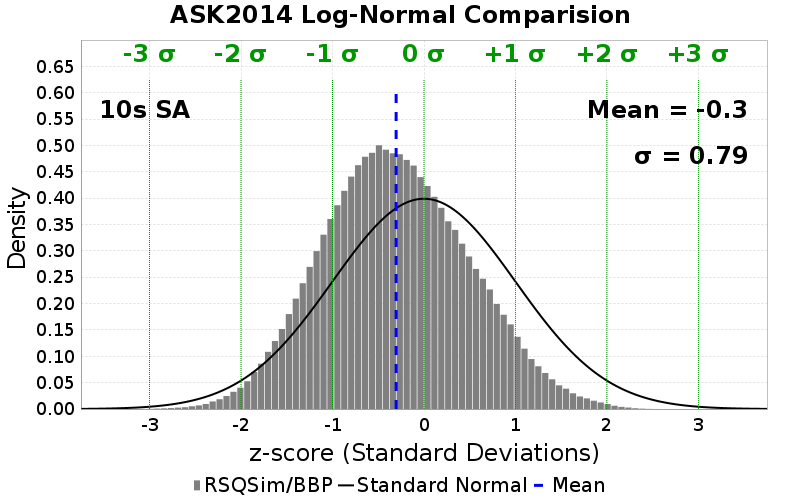 ASK2014 Log-Normal Comparision
-3 σ -2 σ -1 σ 0 σ +1 σ +2 σ +3 σ
10s SA
Mean = -0.3
σ = 0.79
Density
0.65
0.60
0.55
0.50
0.45
0.40
0.35
0.30
0.25
0.20
0.15
0.10
0.05
0.00
-3 -2 -1 0 1 2 3
z-score (Standard Deviations)
RSQSim/BBP Standard Normal Mean